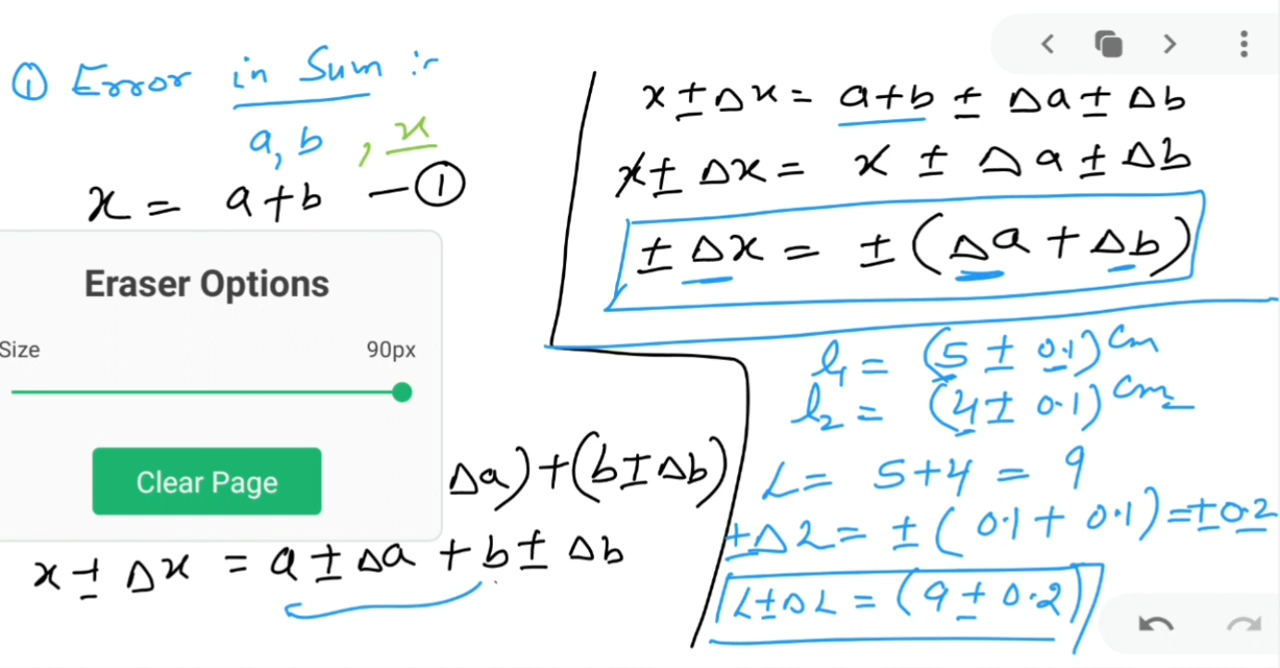 ① Error in Sum :-
a, b , x
x = a+b —①
Eraser Options
Size 90px
Clear Page
Δa)+(b±Δb)
x ± Δx = a ± Δa + b ± Δb
x ± Δx = a+b ± Δa ± Δb
x ± Δx = x ± Δa ± Δb
± Δx = ± (Δa + Δb)
l₁ = (5 ± 0.1) cm
l₂ = (4 ± 0.1) cm
L = 5+4 = 9
±ΔL = ± (0.1 + 0.1) = ±0.2
L±ΔL = (9 ± 0.2)